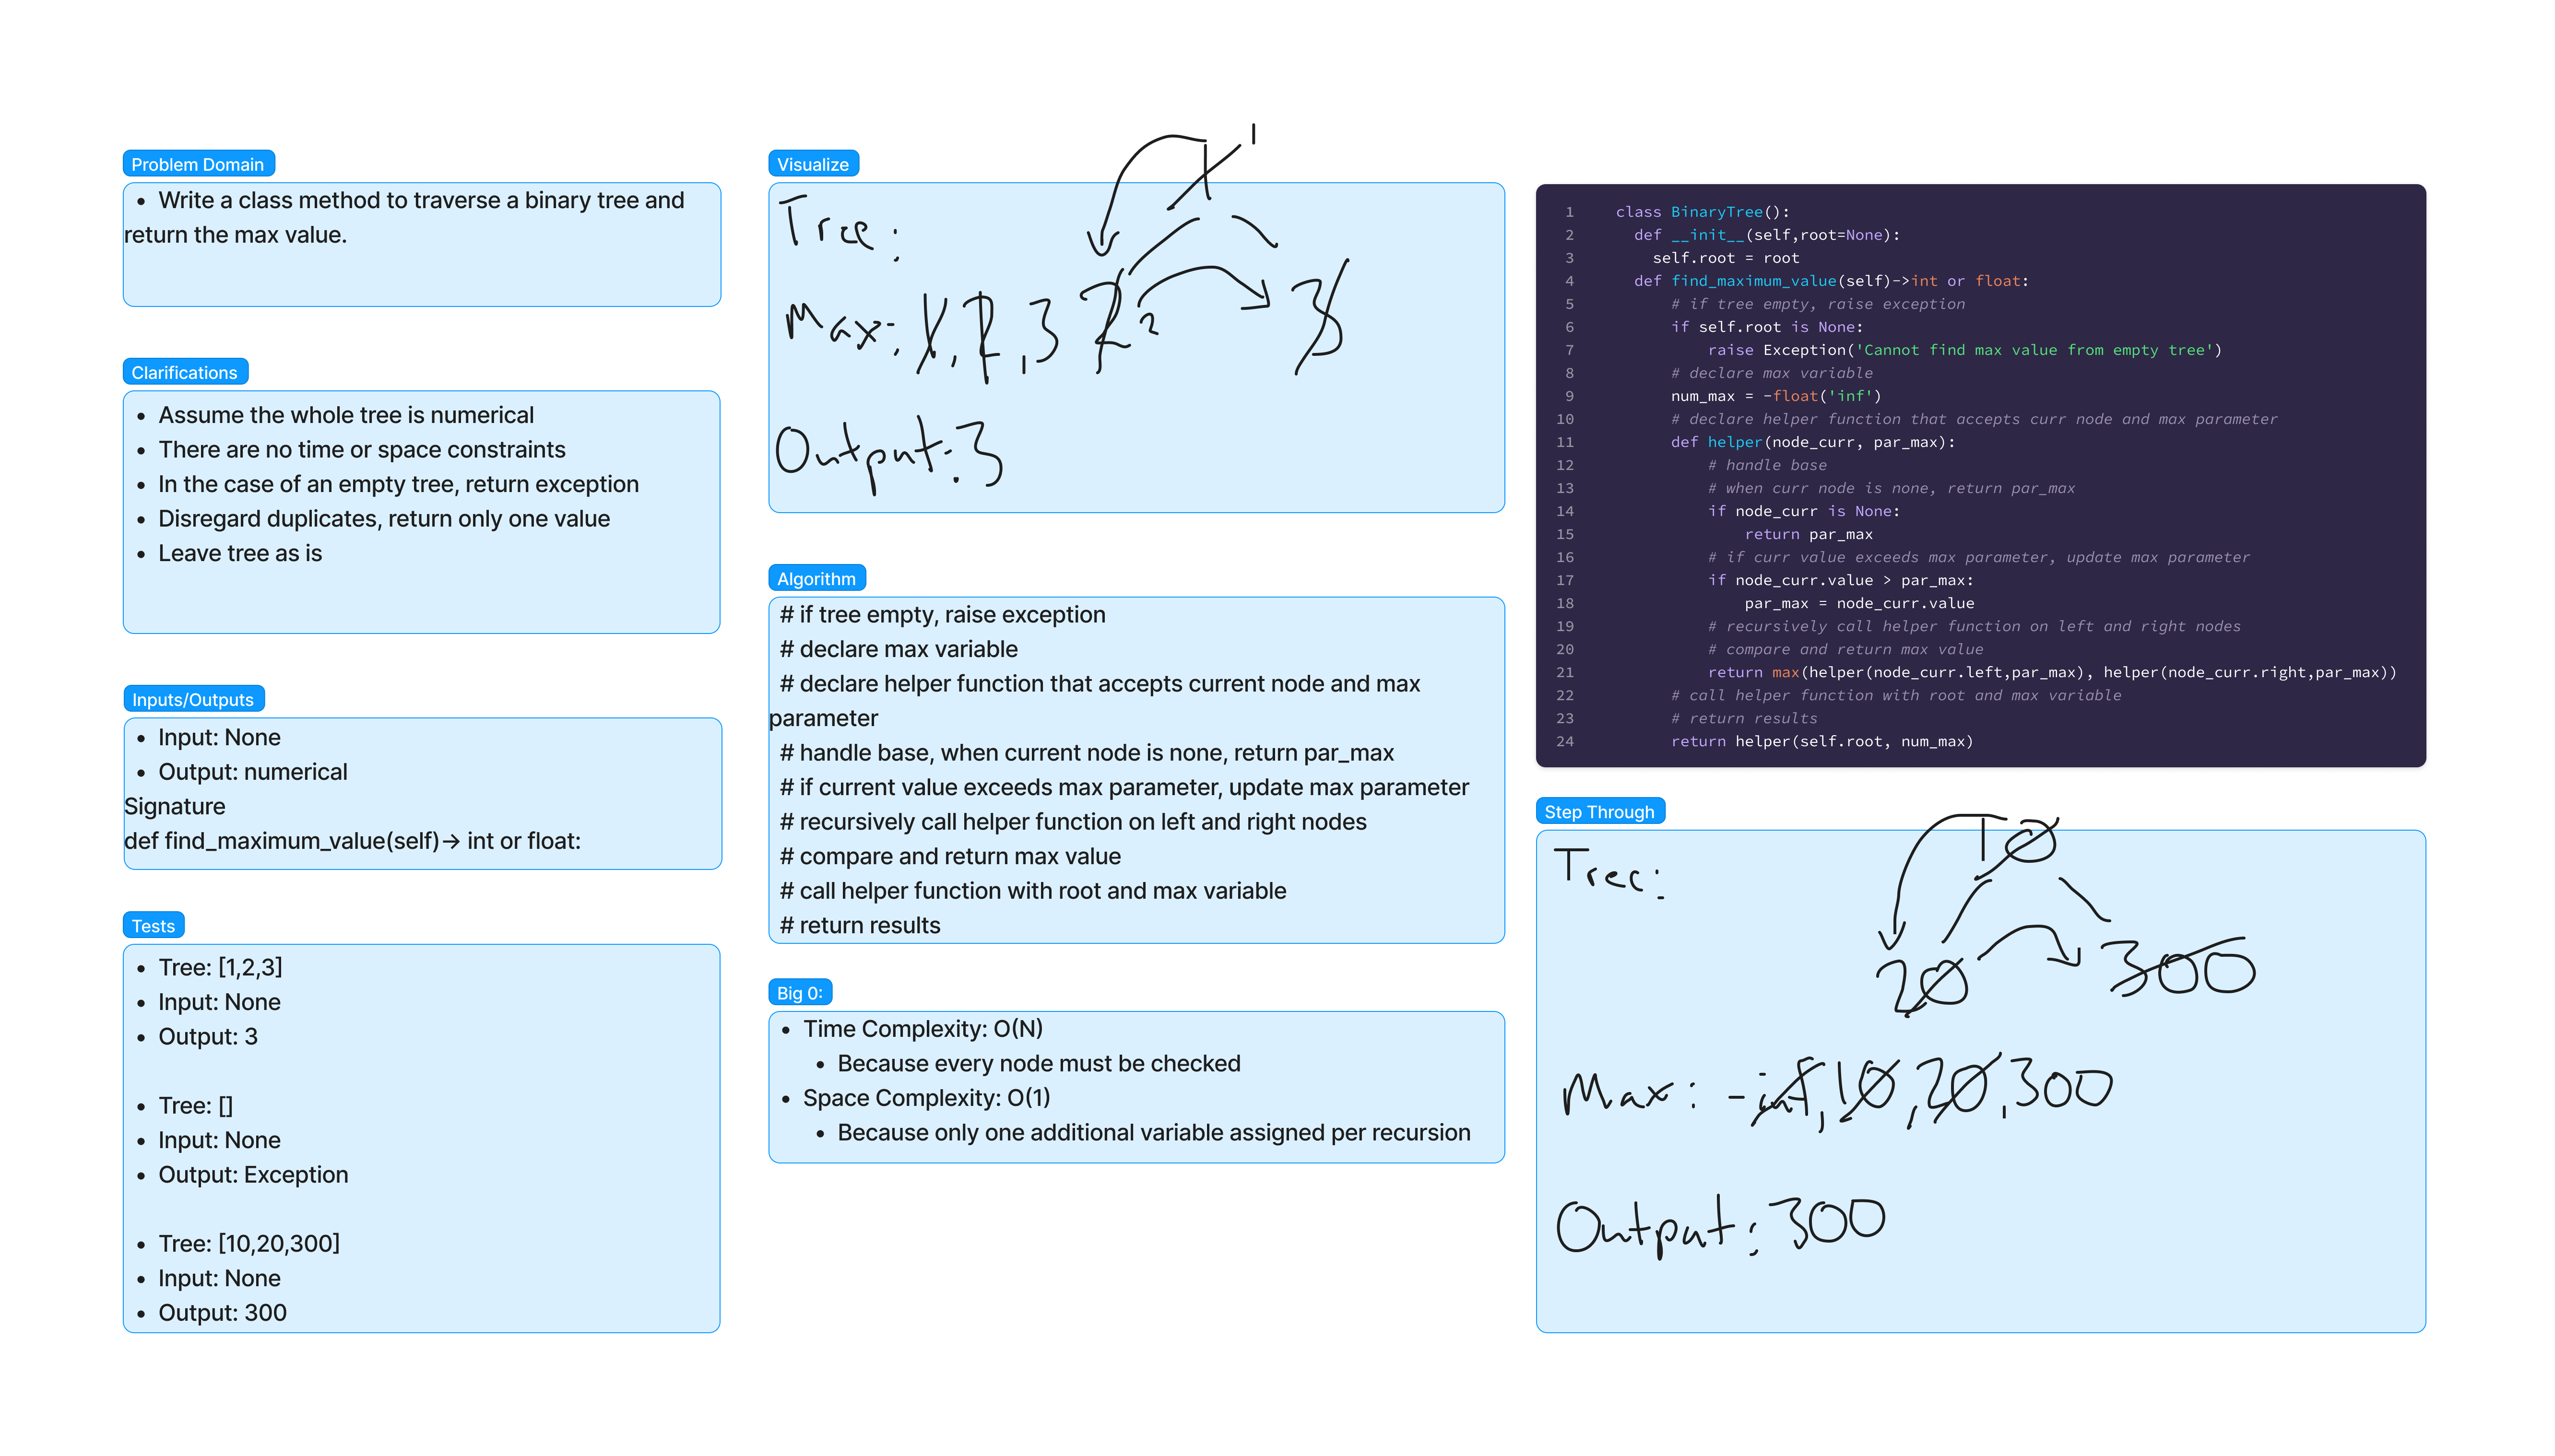 Problem Domain
• Write a class method to traverse a binary tree and
return the max value.
Clarifications
• Assume the whole tree is numerical
• There are no time or space constraints
• In the case of an empty tree, return exception
• Disregard duplicates, return only one value
• Leave tree as is
Inputs/Outputs
• Input: None
• Output: numerical
Signature
def find_maximum_value(self)→ int or float:
Tests
• Tree: [1,2,3]
• Input: None
• Output: 3
• Tree: []
• Input: None
• Output: Exception
• Tree: [10,20,300]
• Input: None
• Output: 300
Visualize
1 1
Tree:
Max: 1, 2, 3
2 2 3
Output: 3
Algorithm
# if tree empty, raise exception
# declare max variable
# declare helper function that accepts current node and max
parameter
# handle base, when current node is none, return par_max
# if current value exceeds max parameter, update max parameter
# recursively call helper function on left and right nodes
# compare and return max value
# call helper function with root and max variable
# return results
Big 0:
• Time Complexity: O(N)
• Because every node must be checked
• Space Complexity: O(1)
• Because only one additional variable assigned per recursion
1 class BinaryTree():
2 def __init__(self,root=None):
3 self.root = root
4 def find_maximum_value(self)->int or float:
5 # if tree empty, raise exception
6 if self.root is None:
7 raise Exception('Cannot find max value from empty tree')
8 # declare max variable
9 num_max = -float('inf')
10 # declare helper function that accepts curr node and max parameter
11 def helper(node_curr, par_max):
12 # handle base
13 # when curr node is none, return par_max
14 if node_curr is None:
15 return par_max
16 # if curr value exceeds max parameter, update max parameter
17 if node_curr.value > par_max:
18 par_max = node_curr.value
19 # recursively call helper function on left and right nodes
20 # compare and return max value
21 return max(helper(node_curr.left,par_max), helper(node_curr.right,par_max))
22 # call helper function with root and max variable
23 # return results
24 return helper(self.root, num_max)
Step Through
Tree:
10
20 300
Max: -inf, 10, 20, 300
Output: 300